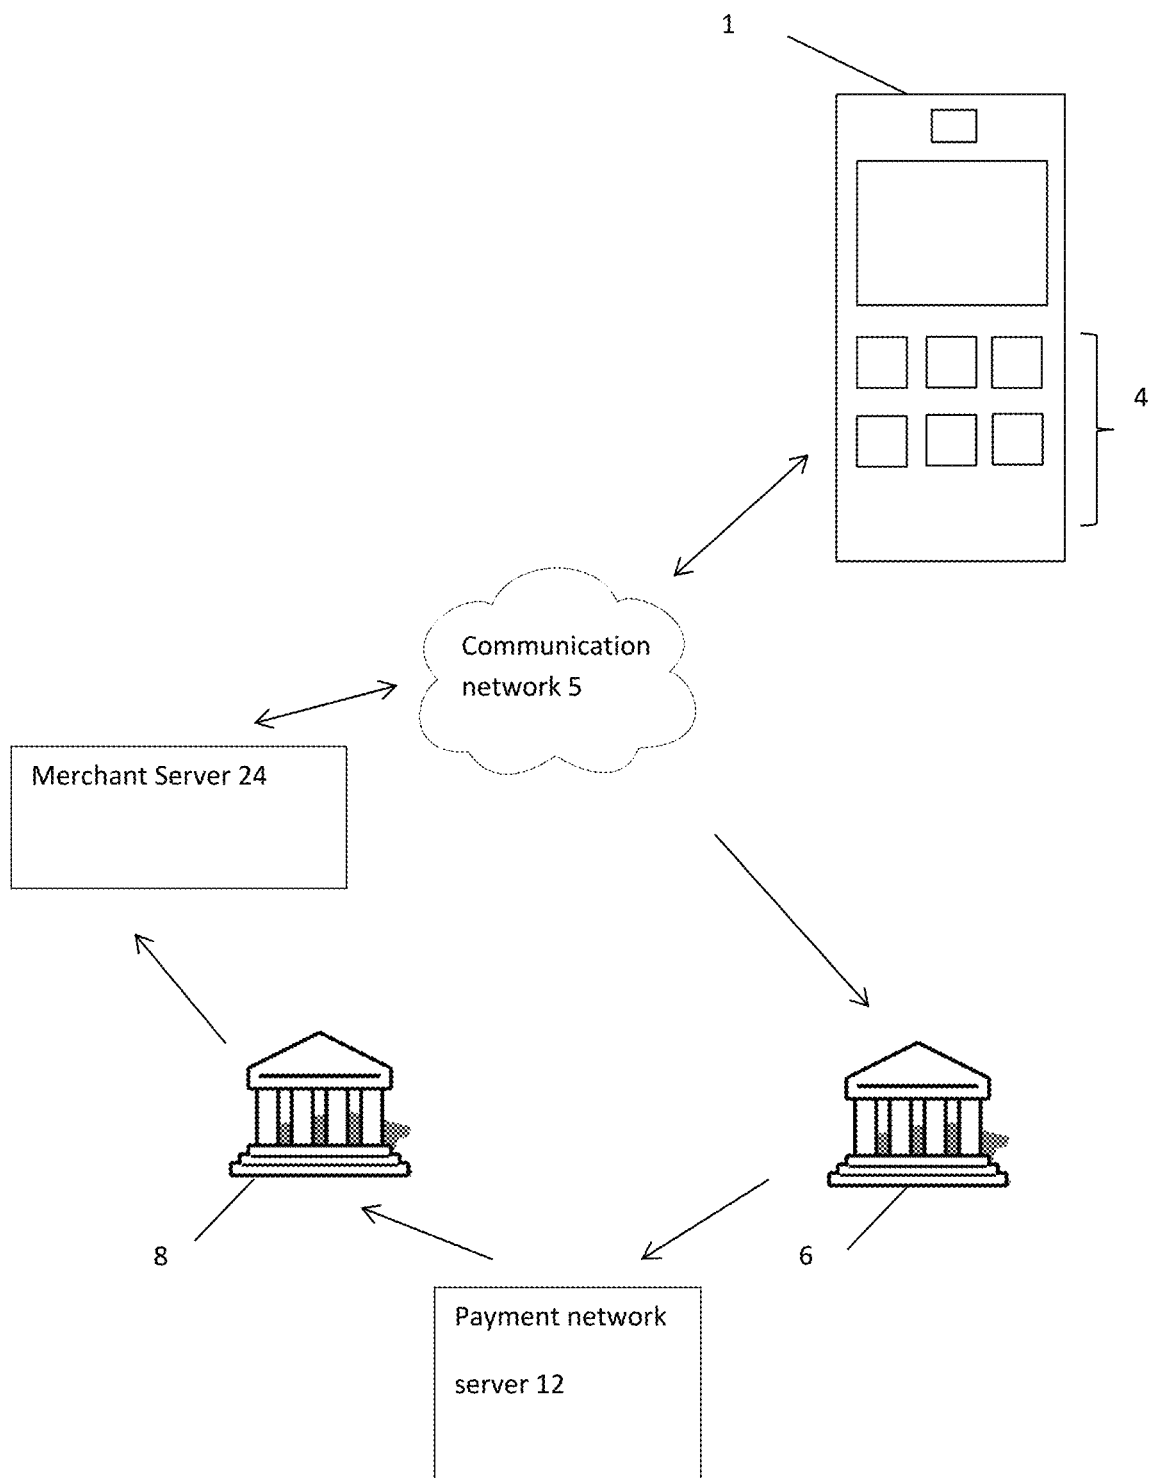 1
4
Communication
network 5
Merchant Server 24
8
6
Payment network
server 12